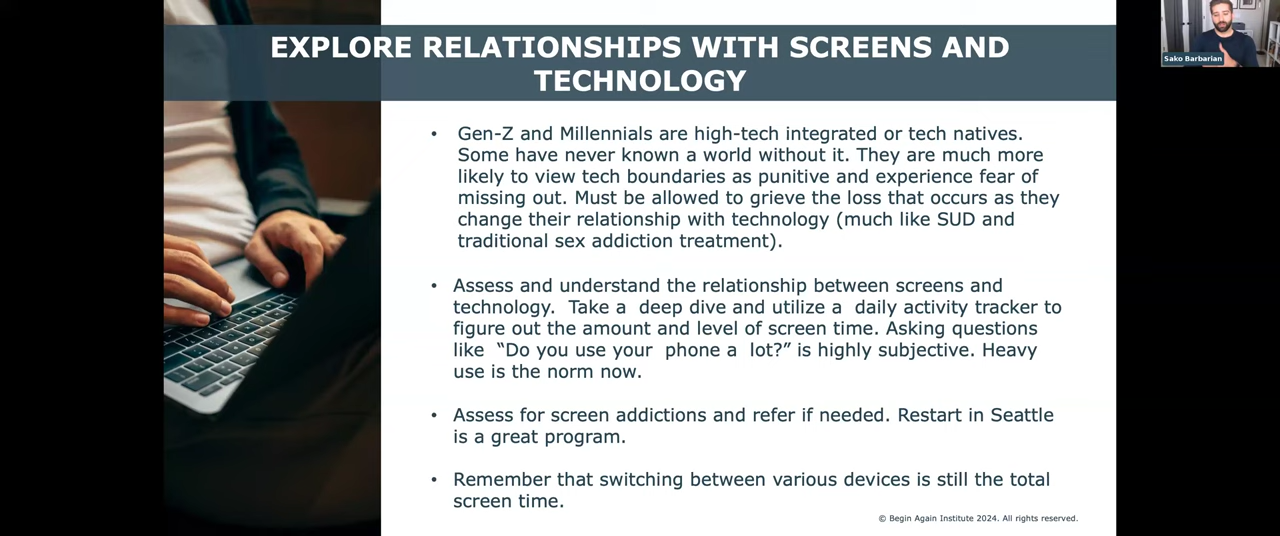 EXPLORE RELATIONSHIPS WITH SCREENS AND
TECHNOLOGY
Sako Barbarian
• Gen-Z and Millennials are high-tech integrated or tech natives.
Some have never known a world without it. They are much more
likely to view tech boundaries as punitive and experience fear of
missing out. Must be allowed to grieve the loss that occurs as they
change their relationship with technology (much like SUD and
traditional sex addiction treatment).
• Assess and understand the relationship between screens and
technology.  Take a  deep dive and utilize a  daily activity tracker to
figure out the amount and level of screen time. Asking questions
like  “Do you use your  phone a  lot?” is highly subjective. Heavy
use is the norm now.
• Assess for screen addictions and refer if needed. Restart in Seattle
is a great program.
• Remember that switching between various devices is still the total
screen time.
© Begin Again Institute 2024. All rights reserved.